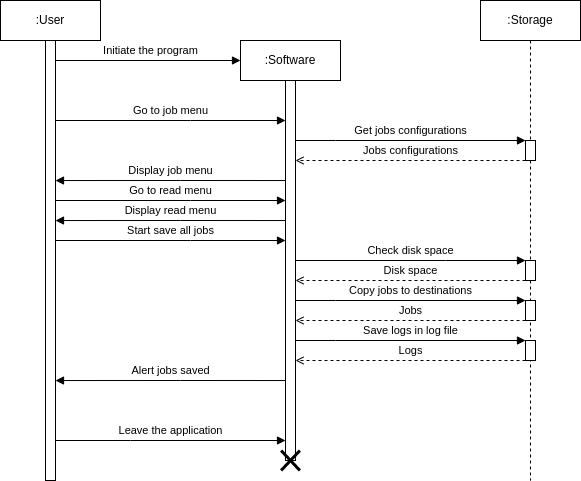 :User
:Storage
Initiate the program
:Software
Go to job menu
Get jobs configurations
Jobs configurations
Display job menu
Go to read menu
Display read menu
Start save all jobs
Check disk space
Disk space
Copy jobs to destinations
Jobs
Save logs in log file
Logs
Alert jobs saved
Leave the application